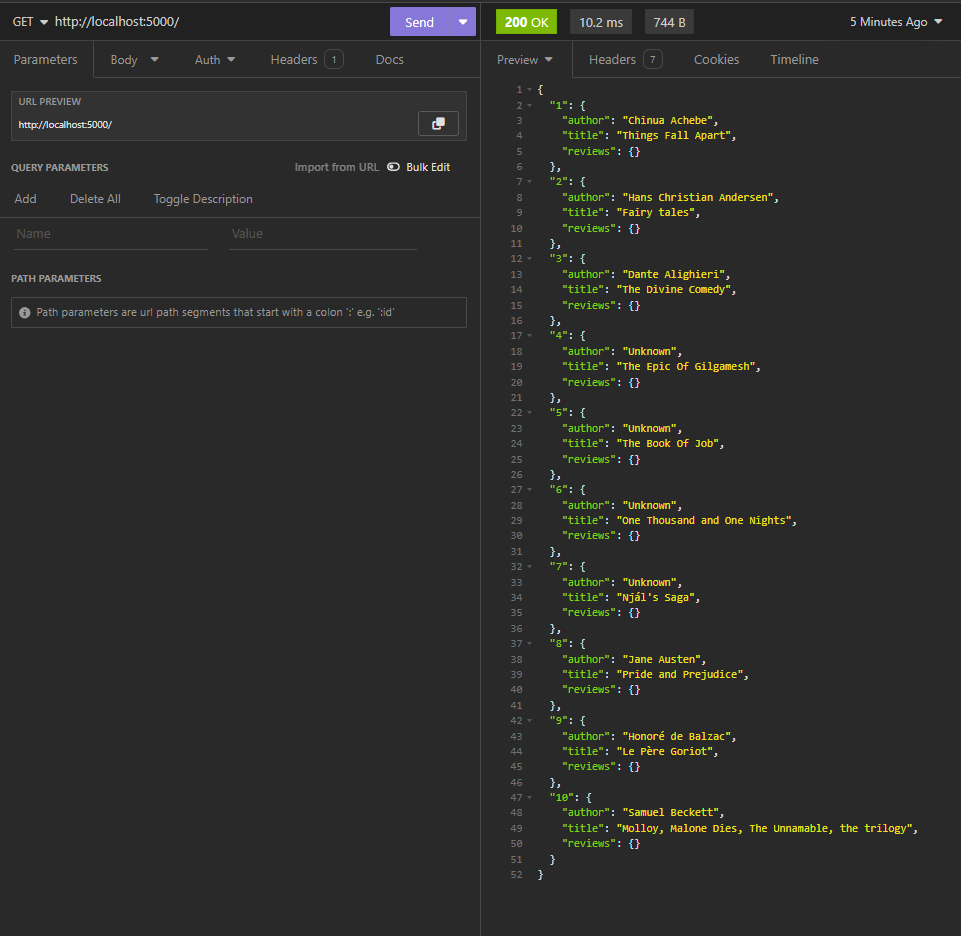 GET http://localhost:5000/ Send
Parameters Body Auth Headers 1 Docs
URL PREVIEW
http://localhost:5000/
QUERY PARAMETERS Import from URL Bulk Edit
Add Delete All Toggle Description
Name Value
PATH PARAMETERS
Path parameters are url path segments that start with a colon ':' e.g. ':id'
200 OK 10.2 ms 744 B 5 Minutes Ago
Preview Headers 7 Cookies Timeline
1 {
2 "1": {
3 "author": "Chinua Achebe",
4 "title": "Things Fall Apart",
5 "reviews": {}
6 },
7 "2": {
8 "author": "Hans Christian Andersen",
9 "title": "Fairy tales",
10 "reviews": {}
11 },
12 "3": {
13 "author": "Dante Alighieri",
14 "title": "The Divine Comedy",
15 "reviews": {}
16 },
17 "4": {
18 "author": "Unknown",
19 "title": "The Epic Of Gilgamesh",
20 "reviews": {}
21 },
22 "5": {
23 "author": "Unknown",
24 "title": "The Book Of Job",
25 "reviews": {}
26 },
27 "6": {
28 "author": "Unknown",
29 "title": "One Thousand and One Nights",
30 "reviews": {}
31 },
32 "7": {
33 "author": "Unknown",
34 "title": "Njál's Saga",
35 "reviews": {}
36 },
37 "8": {
38 "author": "Jane Austen",
39 "title": "Pride and Prejudice",
40 "reviews": {}
41 },
42 "9": {
43 "author": "Honoré de Balzac",
44 "title": "Le Père Goriot",
45 "reviews": {}
46 },
47 "10": {
48 "author": "Samuel Beckett",
49 "title": "Molloy, Malone Dies, The Unnamable, the trilogy",
50 "reviews": {}
51 }
52 }